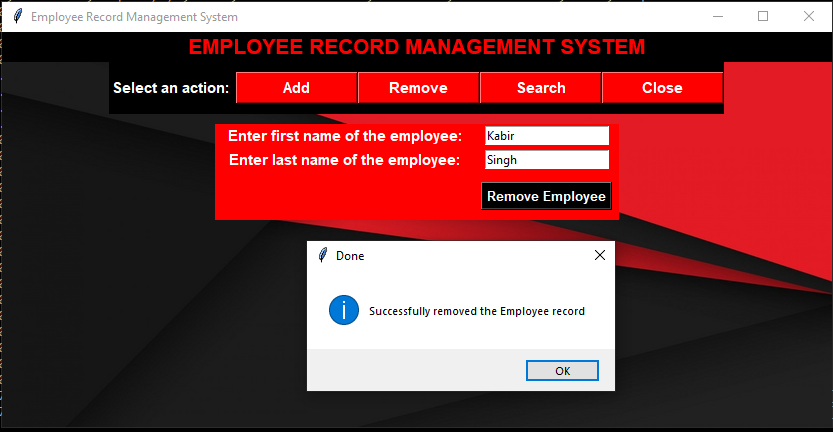 Employee Record Management System
EMPLOYEE RECORD MANAGEMENT SYSTEM
Select an action: Add Remove Search Close
Enter first name of the employee: Kabir
Enter last name of the employee: Singh
Remove Employee
Done
Successfully removed the Employee record
OK